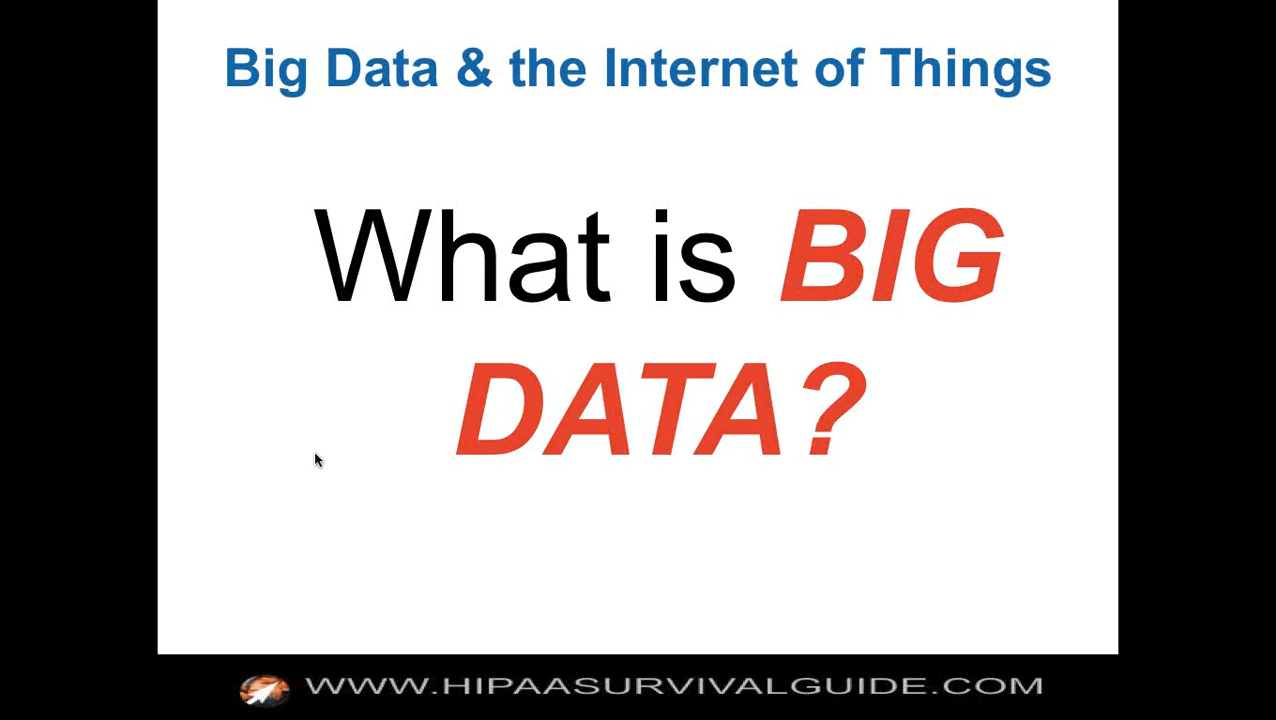 Big Data & the Internet of Things
What is BIG
DATA?
WWW.HIPAASURVIVALGUIDE.COM